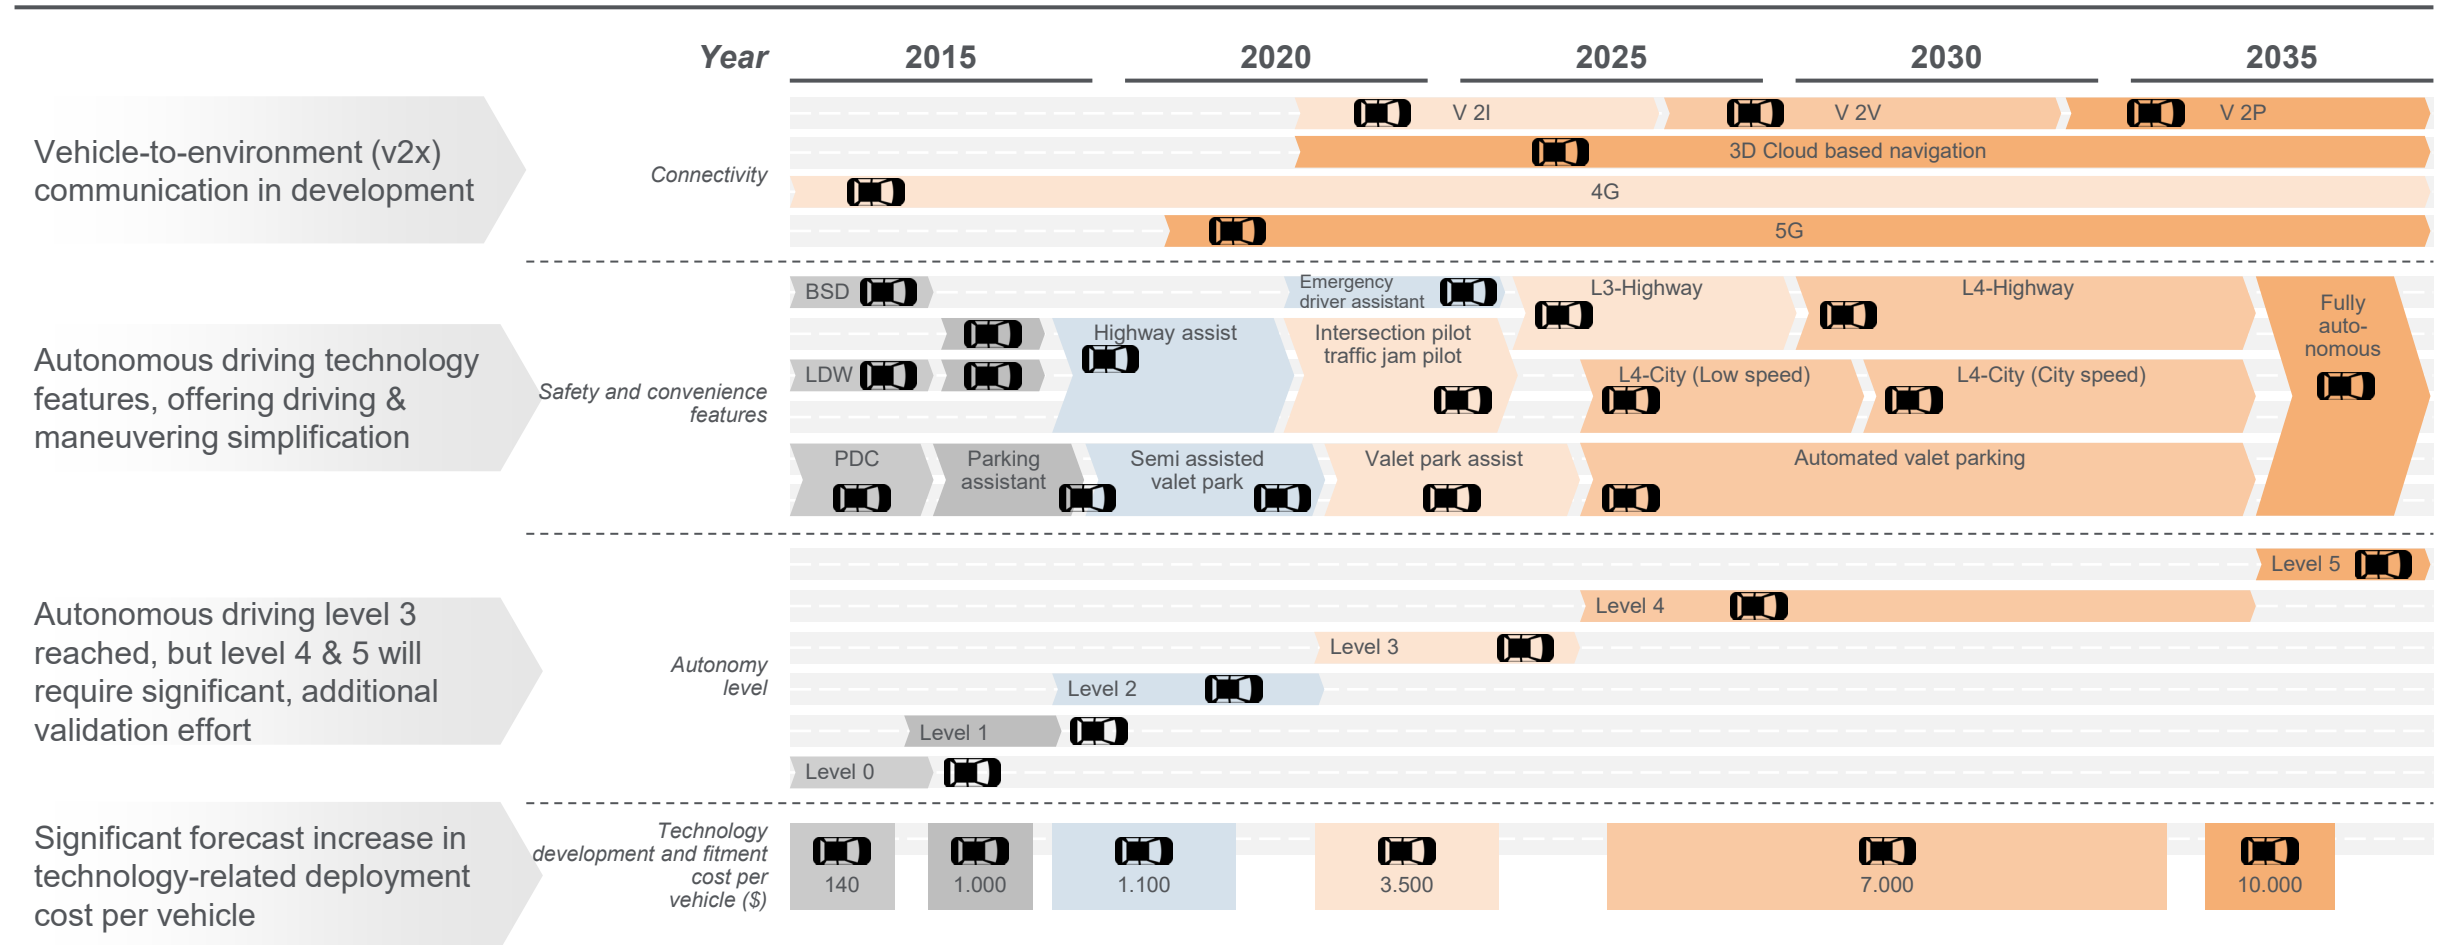 Year
2015
2020
2025
2030
2035
Vehicle-to-environment (v2x)
communication in development
Connectivity
V 2I
V 2V
V 2P
3D Cloud based navigation
4G
5G
Autonomous driving technology
features, offering driving &
maneuvering simplification
Safety and convenience
features
BSD
Emergency
driver assistant
L3-Highway
L4-Highway
Fully
auto-
nomous
Highway assist
Intersection pilot
traffic jam pilot
LDW
L4-City (Low speed)
L4-City (City speed)
PDC
Parking
assistant
Semi assisted
valet park
Valet park assist
Automated valet parking
Autonomous driving level 3
reached, but level 4 & 5 will
require significant, additional
validation effort
Autonomy
level
Level 5
Level 4
Level 3
Level 2
Level 1
Level 0
Significant forecast increase in
technology-related deployment
cost per vehicle
Technology
development and fitment
cost per
vehicle ($)
140
1.000
1.100
3.500
7.000
10.000